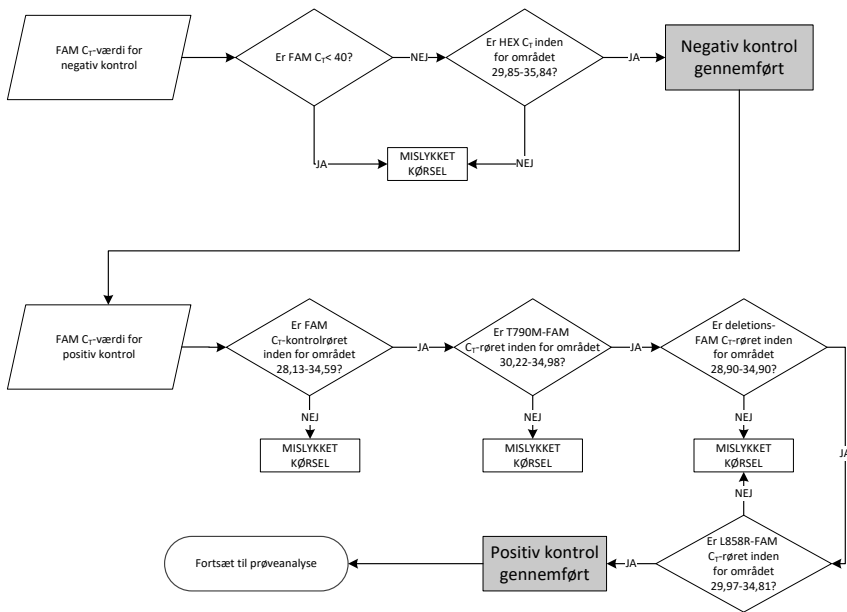 FAM CT-værdi for
negativ kontrol
Er FAM CT< 40?
NEJ
Er HEX CT inden
for området
29,85-35,84?
JA
Negativ kontrol
gennemført
JA
MISLYKKET
KØRSEL
NEJ
FAM CT-værdi for
positiv kontrol
Er FAM
CT-kontrolrøret
inden for området
28,13-34,59?
JA
Er T790M-FAM
CT-røret inden
for området
30,22-34,98?
JA
Er deletions-
FAM CT-røret inden
for området
28,90-34,90?
NEJ
MISLYKKET
KØRSEL
NEJ
MISLYKKET
KØRSEL
NEJ
MISLYKKET
KØRSEL
JA
NEJ
Er L858R-FAM
CT-røret inden
for området
29,97-34,81?
JA
Positiv kontrol
gennemført
Fortsæt til prøveanalyse